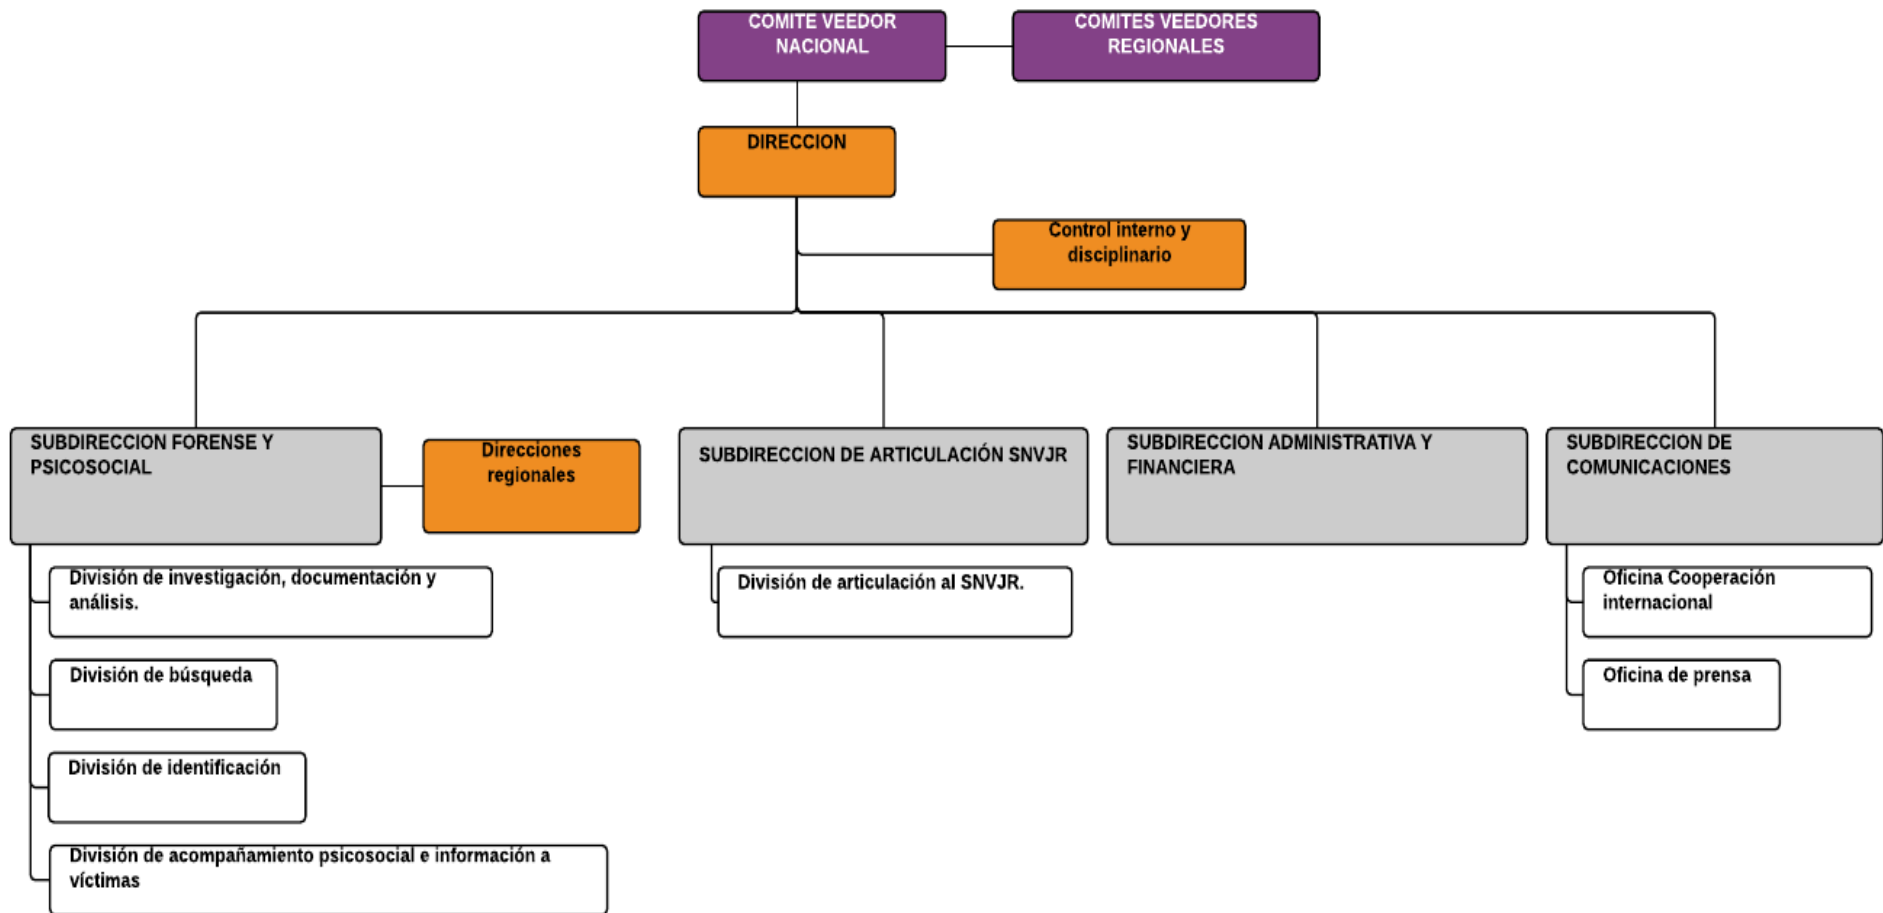 COMITE VEEDOR
NACIONAL
COMITES VEEDORES
REGIONALES
DIRECCION
Control interno y
disciplinario
SUBDIRECCION FORENSE Y
PSICOSOCIAL
Direcciones
regionales
SUBDIRECCION DE ARTICULACIÓN SNVJR
SUBDIRECCION ADMINISTRATIVA Y
FINANCIERA
SUBDIRECCION DE
COMUNICACIONES
División de investigación, documentación y
análisis.
División de búsqueda
División de identificación
División de acompañamiento psicosocial e información a
víctimas
División de articulación al SNVJR.
Oficina Cooperación
internacional
Oficina de prensa